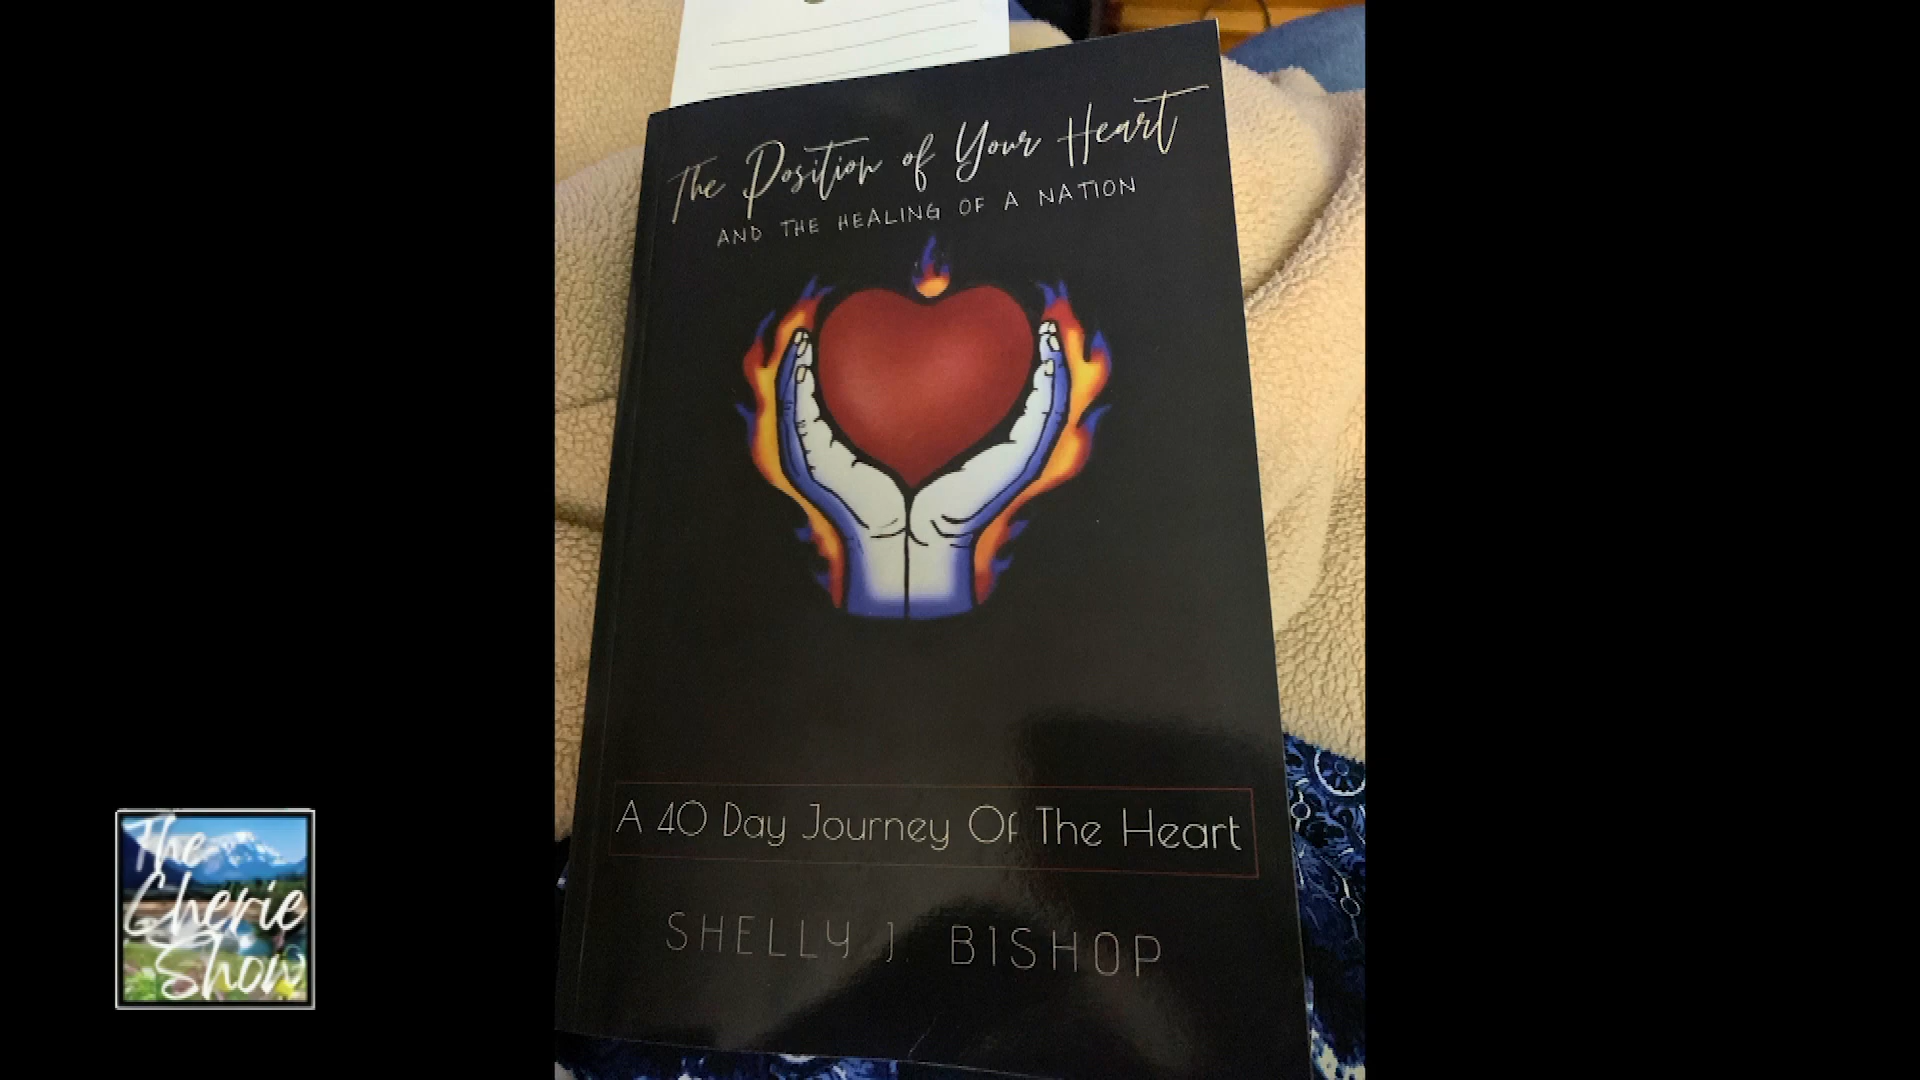 The Position of Your Heart
AND THE HEALING OF A NATION
A 40 Day Journey Of The Heart
SHELLY J. BISHOP
The
Cherie
Show